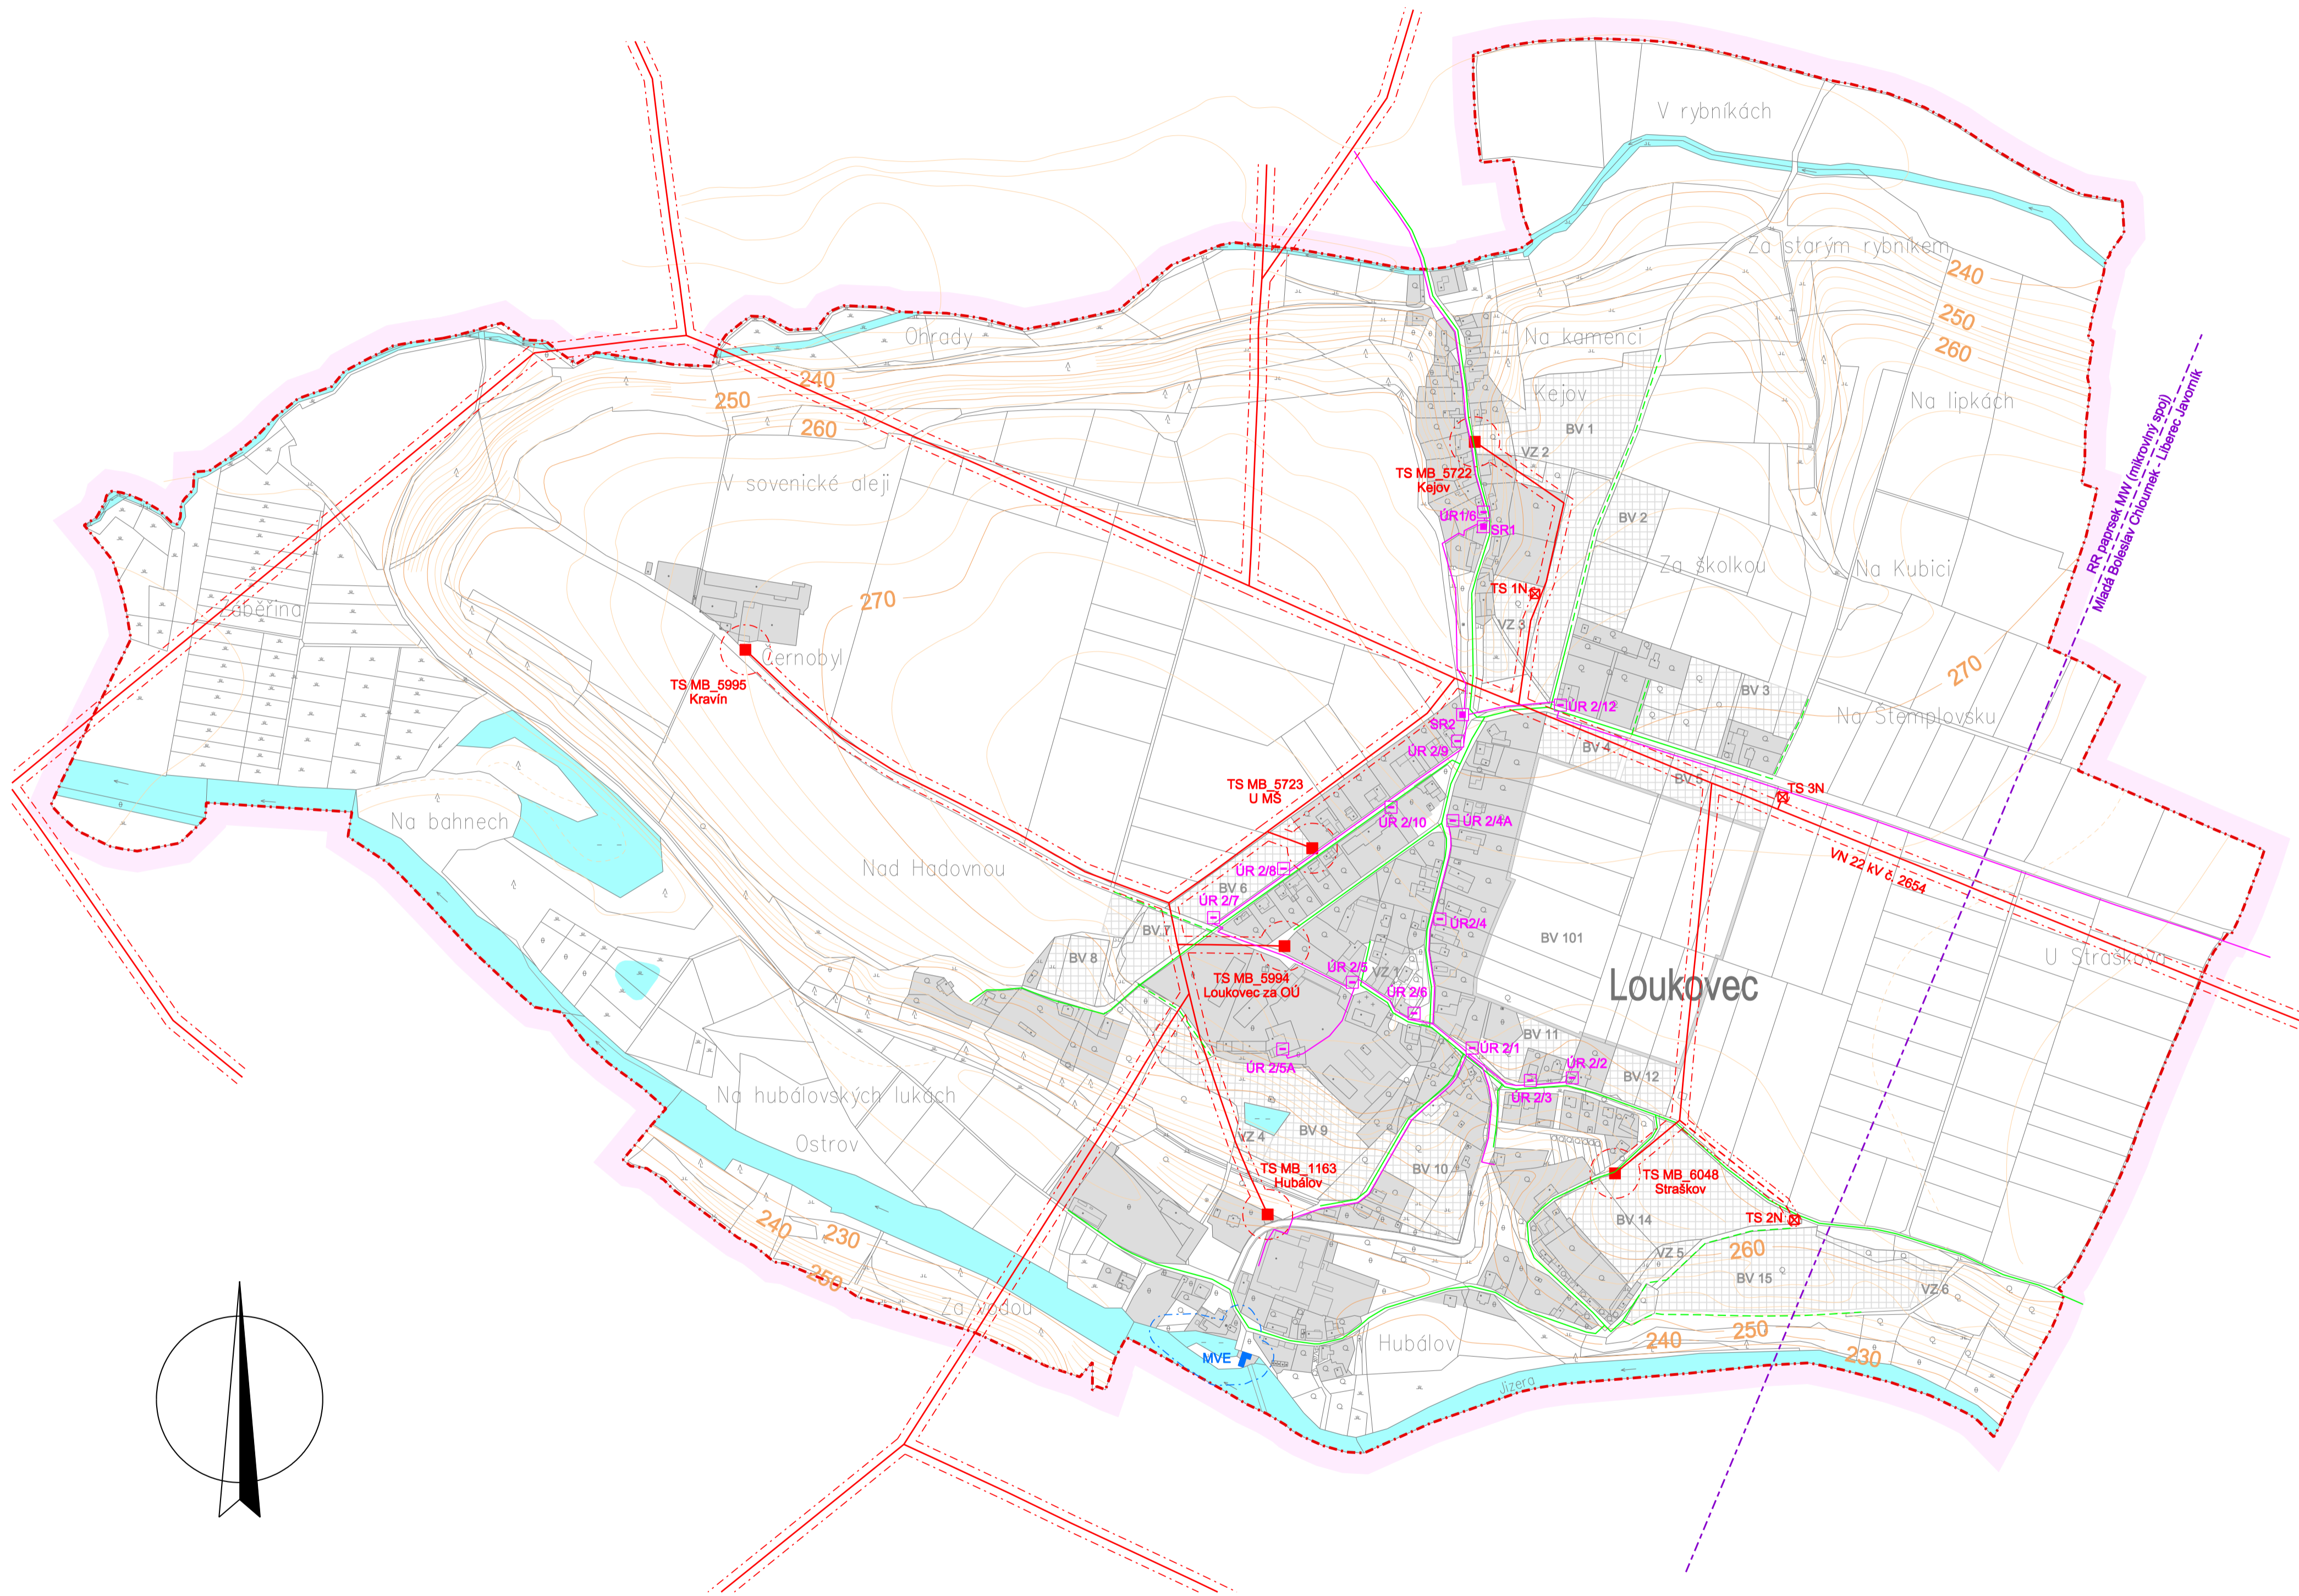 V rybníkách
Za starým rybníkem
240
250
260
Ohrady
Na kamenci
240
250
260
Kejov
Na lipkách
BV 1
VZ 2
RR paprsek MW (mikrovlný spoj)
Mladá Boleslav Chloumek - Liberec Javorník
TS MB_5722
Kejov
V sovenické aleji
ÚR1/6
SR1
BV 2
Za školkou
Na Kubici
TS 1N
270
VZ 3
Černobyl
TS MB_5995
Kravín
270
BV 3
ÚR 2/12
SR2
Na Štemplovsku
ÚR 2/9
BV 4
BV 5
TS MB_5723
U MŠ
TS 3N
ÚR 2/10
ÚR 2/4A
Na bahnech
VN 22 kV č. 2654
Nad Hadovnou
ÚR 2/8
BV 6
ÚR 2/7
ÚR2/4
BV 7
BV 101
BV 8
U Straškova
ÚR 2/5
VZ 1
TS MB_5994
Loukovec za OÚ
Loukovec
ÚR 2/6
BV 11
ÚR 2/1
ÚR 2/5A
ÚR 2/2
BV 12
ÚR 2/3
Na hubálovských lukách
Ostrov
VZ 4
BV 9
BV 10
TS MB_1163
Hubálov
TS MB_6048
Straškov
240
230
250
BV 14
TS 2N
VZ 5
260
BV 15
VZ 6
Za vodou
Hubálov
240
250
230
MVE
Jizera